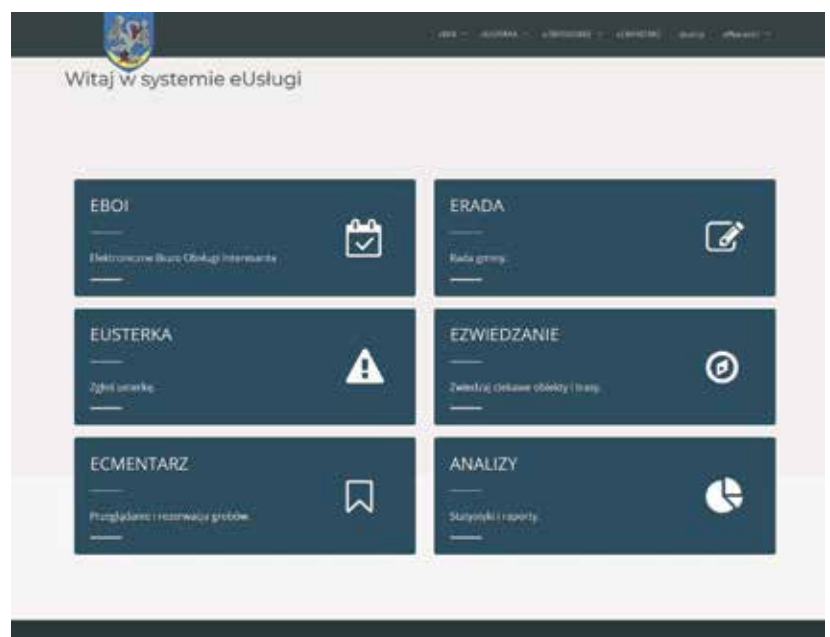 Witaj w systemie eUsługi
EBOI
Elektroniczne Biuro Obsługi Interesanta
ERADA
Rada gminy.
EUSTERKA
Zgłoś usterkę.
EZWIEDZANIE
Zwiedzaj ciekawe obiekty i trasy.
ECMENTARZ
Przeglądanie i rezerwacja grobów.
ANALIZY
Statystyki i raporty.